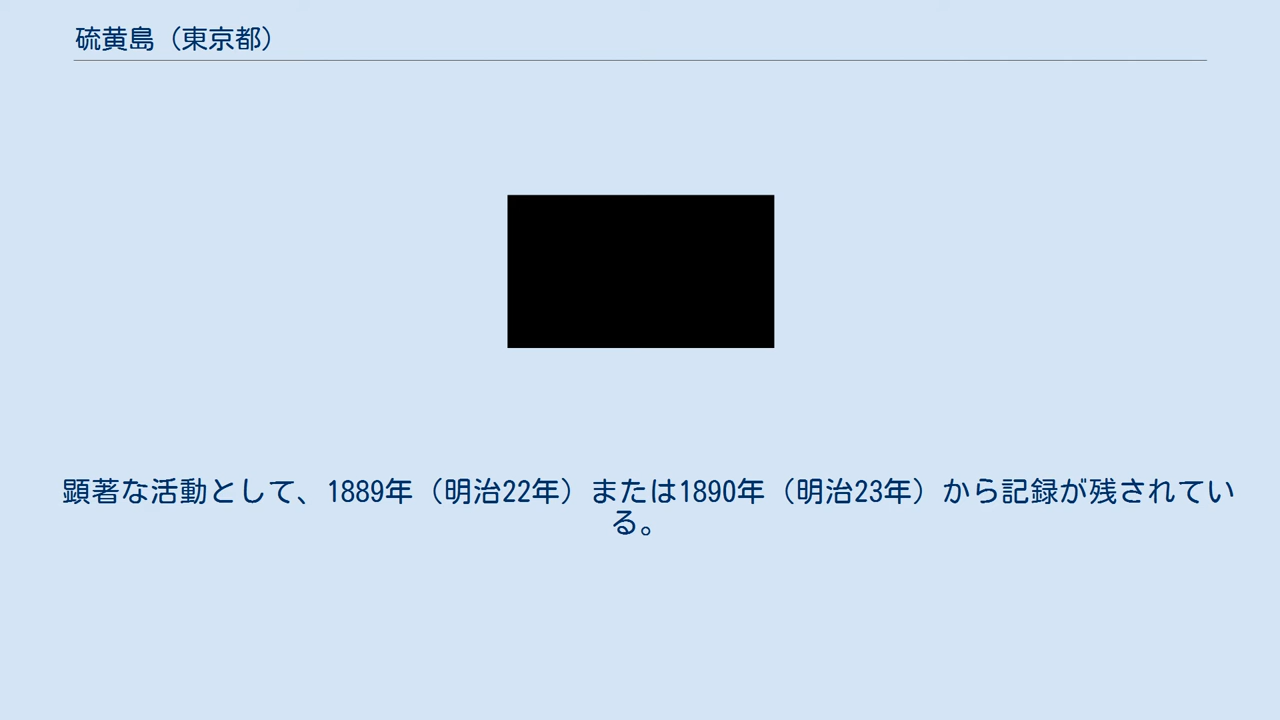 硫黄島（東京都）
顕著な活動として、1889年（明治22年）または1890年（明治23年）から記録が残されてい
る。